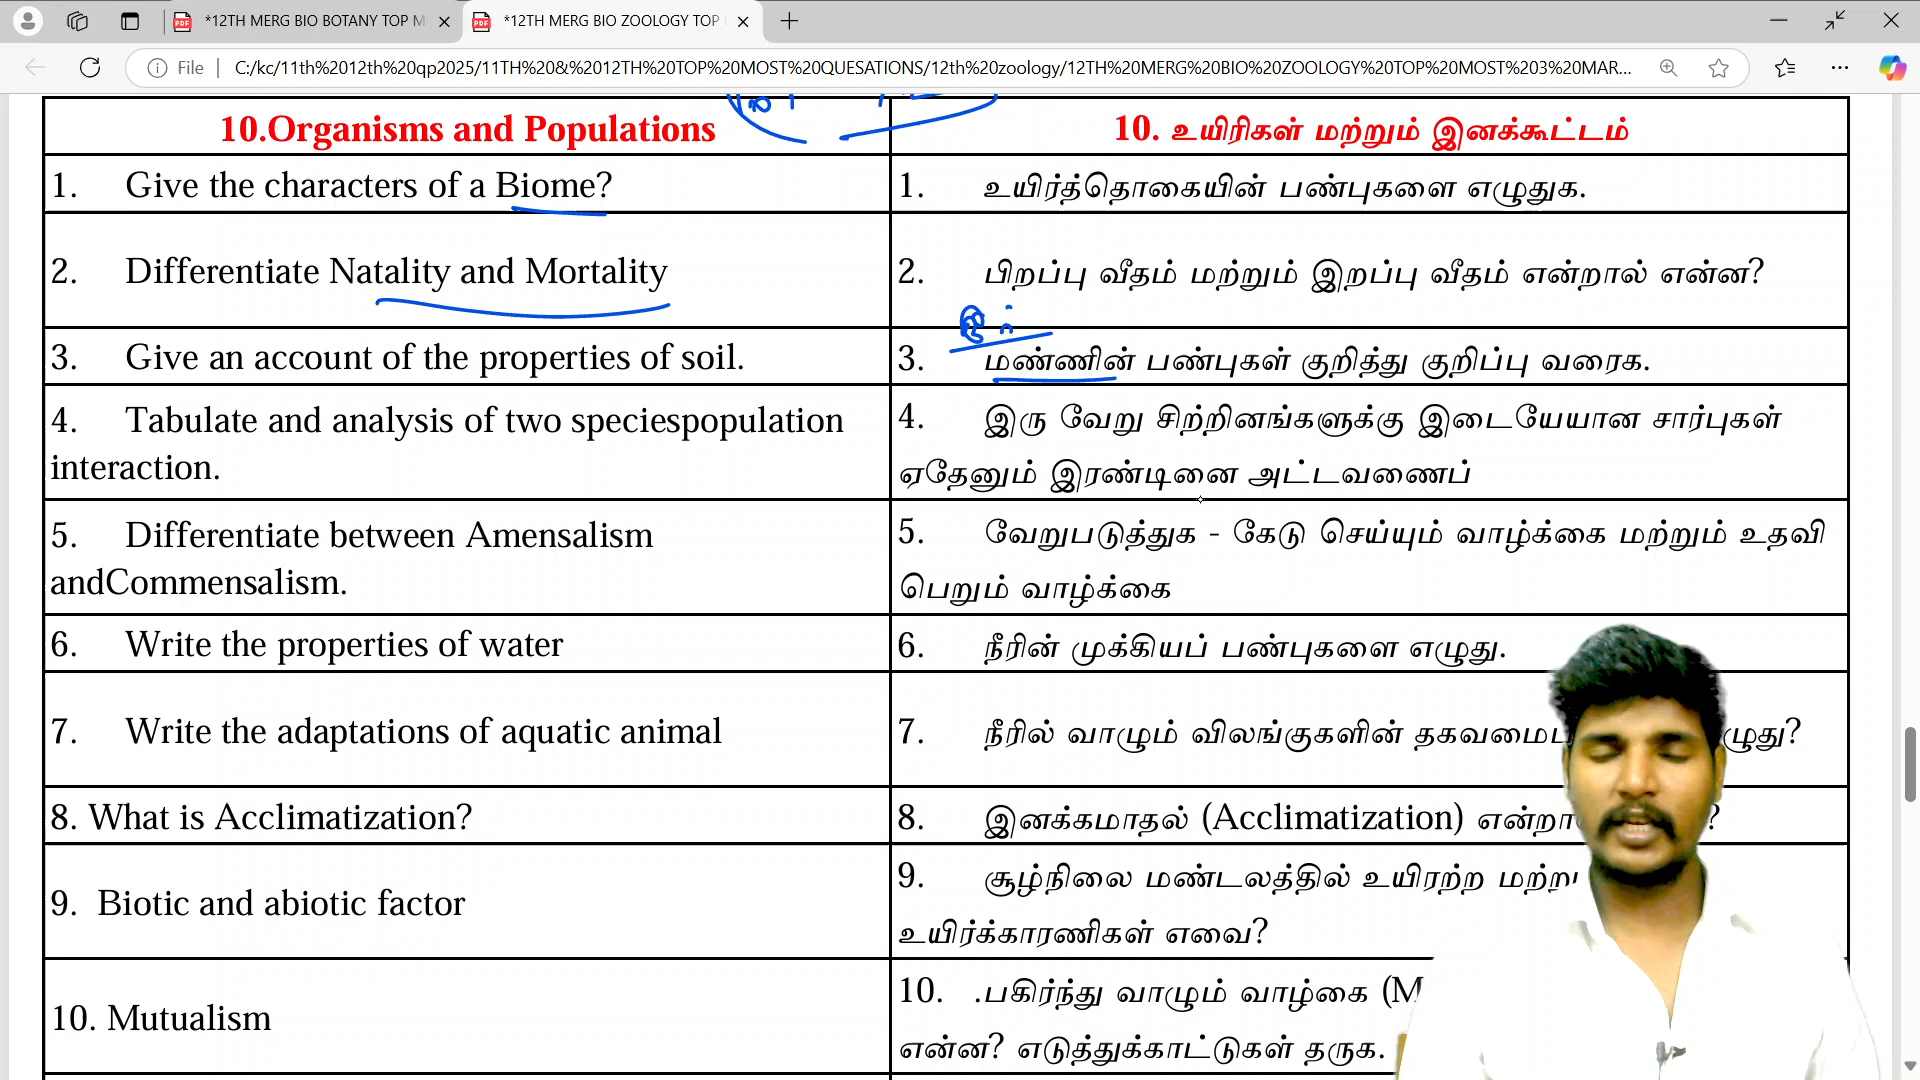 *12TH MERG BIO BOTANY TOP M
*12TH MERG BIO ZOOLOGY TOP
File
C:/kc/11th%2012th%20qp2025/11TH%20&%2012TH%20TOP%20MOST%20QUESATIONS/12th%20zoology/12TH%20MERG%20BIO%20ZOOLOGY%20TOP%20MOST%203%20MAR...
10.Organisms and Populations
10. உயிரிகள் மற்றும் இனக்கூட்டம்
1. Give the characters of a Biome?
1. உயிர்த்தொகையின் பண்புகளை எழுதுக.
2. Differentiate Natality and Mortality
2. பிறப்பு வீதம் மற்றும் இறப்பு வீதம் என்றால் என்ன?
3. Give an account of the properties of soil.
3. மண்ணின் பண்புகள் குறித்து குறிப்பு வரைக.
4. Tabulate and analysis of two speciespopulation
interaction.
4. இரு வேறு சிற்றினங்களுக்கு இடையேயான சார்புகள்
ஏதேனும் இரண்டினை அட்டவணைப்
5. Differentiate between Amensalism
andCommensalism.
5. வேறுபடுத்துக - கேடு செய்யும் வாழ்க்கை மற்றும் உதவி
பெறும் வாழ்க்கை
6. Write the properties of water
6. நீரின் முக்கியப் பண்புகளை எழுது.
7. Write the adaptations of aquatic animal
7. நீரில் வாழும் விலங்குகளின்
8. What is Acclimatization?
8. இனக்கமாதல் (Acclimatization)
9. Biotic and abiotic factor
9. சூழ்நிலை மண்டலத்தில் உயிரற்ற
உயிர்க்காரணிகள் எவை?
10. Mutualism
10. .பகிர்ந்து வாழும் வாழ்கை (M
என்ன? எடுத்துக்காட்டுகள் தருக.